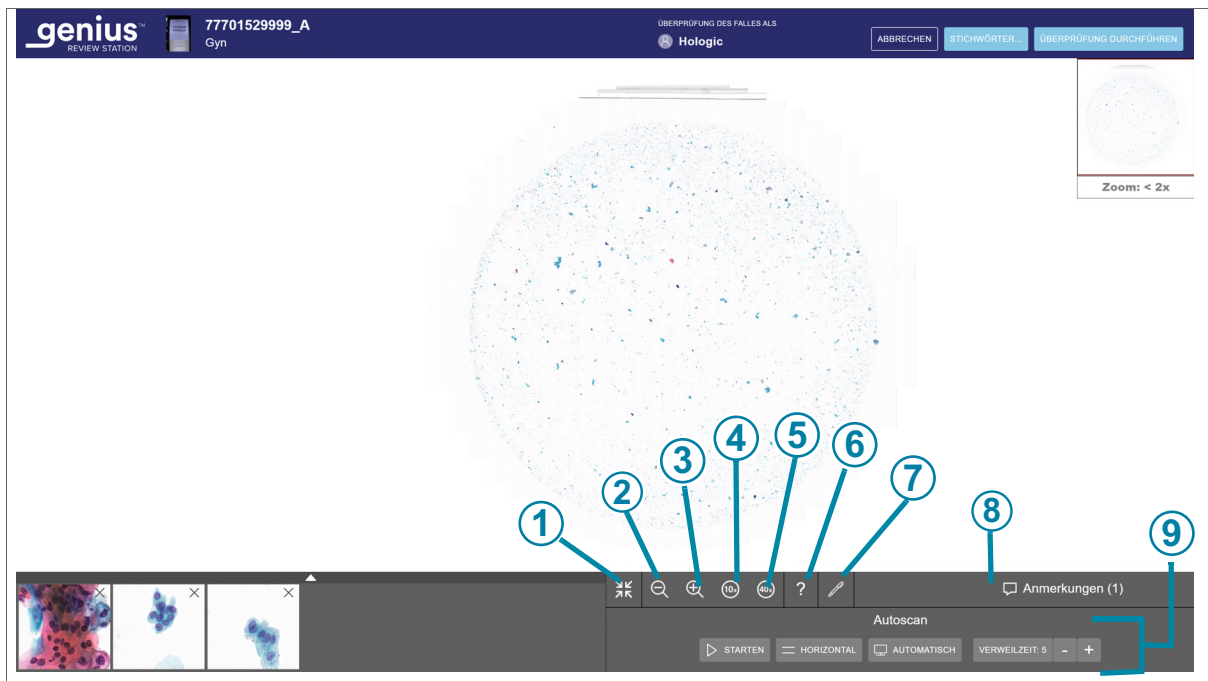 genius™
REVIEW STATION
77701529999_A
Gyn
ÜBERPRÜFUNG DES FALLES ALS
Hologic
ABBRECHEN
STICHWÖRTER...
ÜBERPRÜFUNG DURCHFÜHREN
Zoom: < 2x
1
2
3
4
5
6
7
8
9
10x
40x
?
Anmerkungen (1)
Autoscan
STARTEN
HORIZONTAL
AUTOMATISCH
VERWEILZEIT: 5
-
+